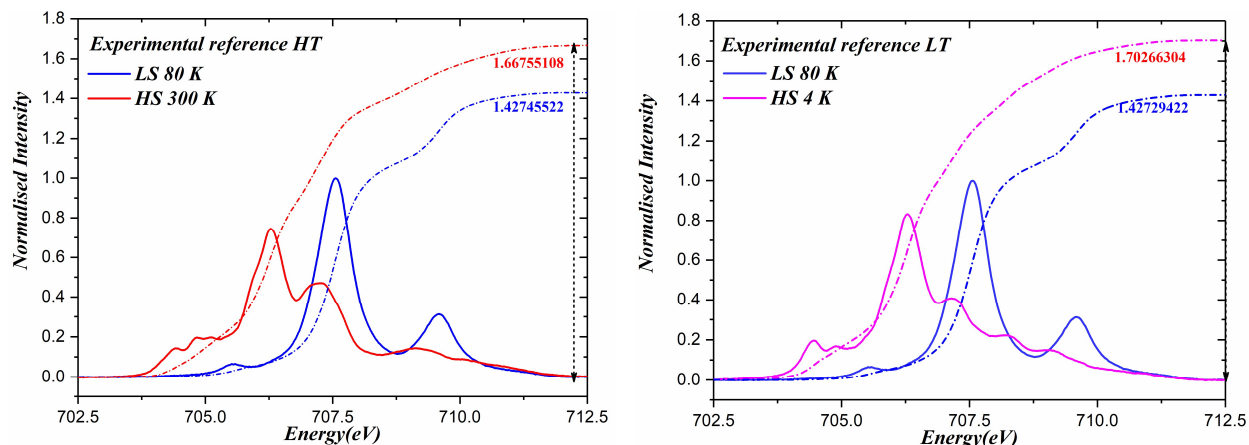 Experimental reference HT
LS 80 K
HS 300 K
1.66755108
1.42745522
Normalised Intensity
1.8
1.6
1.4
1.2
1.0
0.8
0.6
0.4
0.2
0.0
702.5 705.0 707.5 710.0 712.5
Energy(eV)
Experimental reference LT
LS 80 K
HS 4 K
1.70266304
1.42729422
Normalised Intensity
1.8
1.6
1.4
1.2
1.0
0.8
0.6
0.4
0.2
0.0
702.5 705.0 707.5 710.0 712.5
Energy(eV)